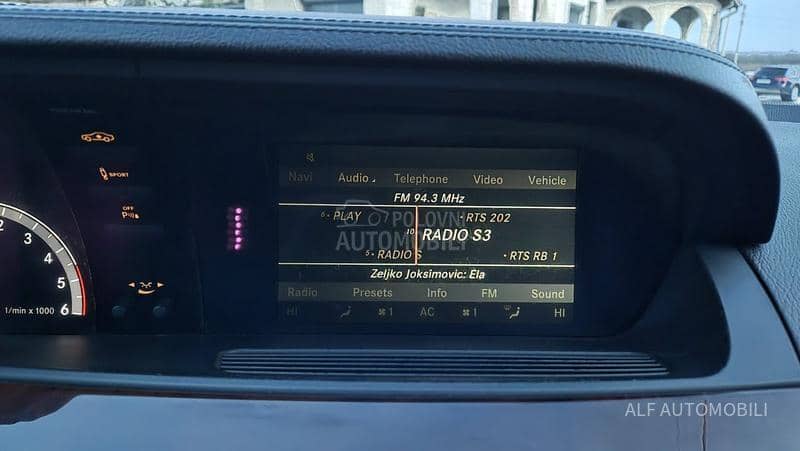 SPORT
OFF
P
2
3
4
5
6
1/min x 1000
Navi Audio Telephone Video Vehicle
FM 94.3 MHz
6 • PLAY • RTS 202
10 RADIO S3
5 • RADIO S • RTS RB 1
Zeljko Joksimovic: Ela
Radio Presets Info FM Sound
HI 1 AC 1 HI
POLOVNI
AUTOMOBILI
ALF AUTOMOBILI